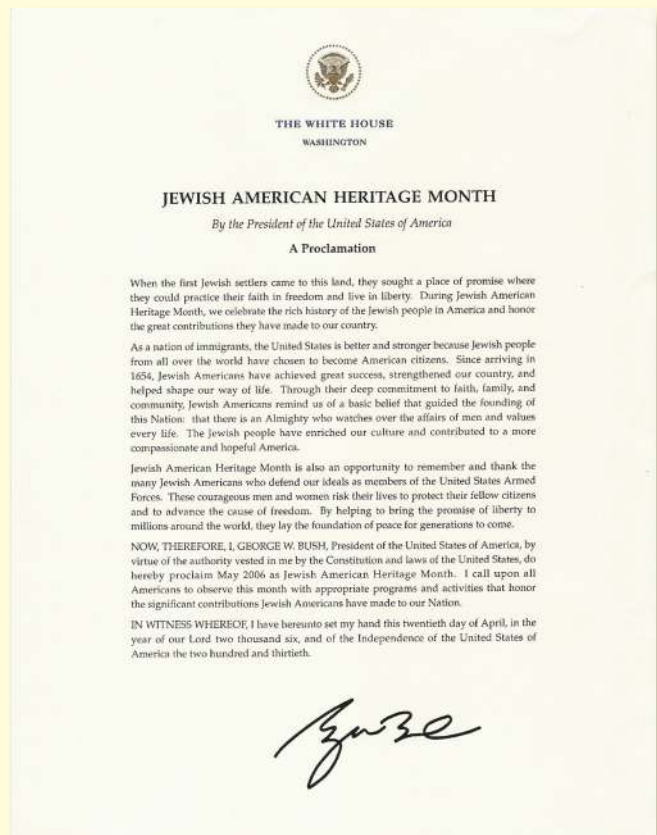 THE WHITE HOUSE
WASHINGTON
JEWISH AMERICAN HERITAGE MONTH
By the President of the United States of America
A Proclamation
When the first Jewish settlers came to this land, they sought a place of promise where
they could practice their faith in freedom and live in liberty. During Jewish American
Heritage Month, we celebrate the rich history of the Jewish people in America and honor
the great contributions they have made to our country.
As a nation of immigrants, the United States is better and stronger because Jewish people
from all over the world have chosen to become American citizens. Since arriving in
1654, Jewish Americans have achieved great success, strengthened our country, and
helped shape our way of life. Through their deep commitment to faith, family, and
community, Jewish Americans remind us of a basic belief that guided the founding of
this Nation: that there is an Almighty who watches over the affairs of men and values
every life. The Jewish people have enriched our culture and contributed to a more
compassionate and hopeful America.
Jewish American Heritage Month is also an opportunity to remember and thank the
many Jewish Americans who defend our ideals as members of the United States Armed
Forces. These courageous men and women risk their lives to protect their fellow citizens
and to advance the cause of freedom. By helping to bring the promise of liberty to
millions around the world, they lay the foundation of peace for generations to come.
NOW, THEREFORE, I, GEORGE W. BUSH, President of the United States of America, by
virtue of the authority vested in me by the Constitution and laws of the United States, do
hereby proclaim May 2006 as Jewish American Heritage Month. I call upon all
Americans to observe this month with appropriate programs and activities that honor
the significant contributions Jewish Americans have made to our Nation.
IN WITNESS WHEREOF, I have hereunto set my hand this twentieth day of April, in the
year of our Lord two thousand six, and of the Independence of the United States of
America the two hundred and thirtieth.